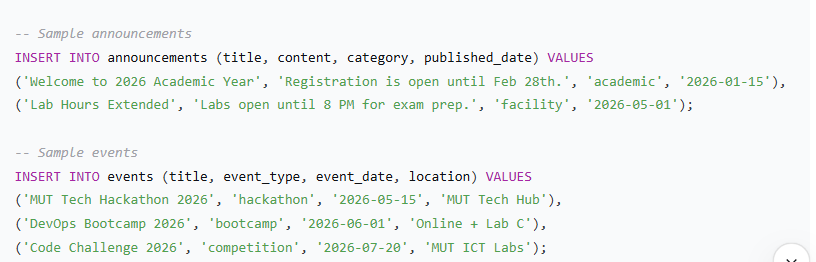 -- Sample announcements
INSERT INTO announcements (title, content, category, published_date) VALUES
('Welcome to 2026 Academic Year', 'Registration is open until Feb 28th.', 'academic', '2026-01-15'),
('Lab Hours Extended', 'Labs open until 8 PM for exam prep.', 'facility', '2026-05-01');
-- Sample events
INSERT INTO events (title, event_type, event_date, location) VALUES
('MUT Tech Hackathon 2026', 'hackathon', '2026-05-15', 'MUT Tech Hub'),
('DevOps Bootcamp 2026', 'bootcamp', '2026-06-01', 'Online + Lab C'),
('Code Challenge 2026', 'competition', '2026-07-20', 'MUT ICT Labs');